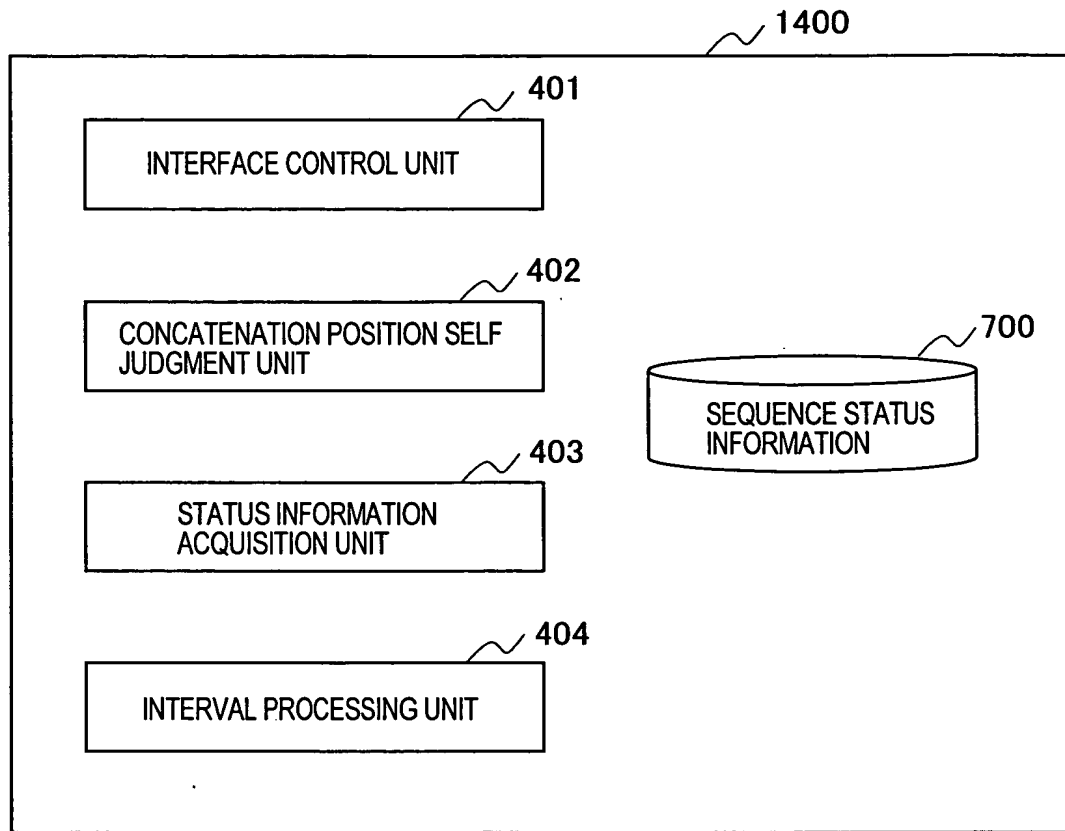 1400
401
INTERFACE CONTROL UNIT
402
CONCATENATION POSITION SELF
JUDGMENT UNIT
700
SEQUENCE STATUS
INFORMATION
403
STATUS INFORMATION
ACQUISITION UNIT
404
INTERVAL PROCESSING UNIT